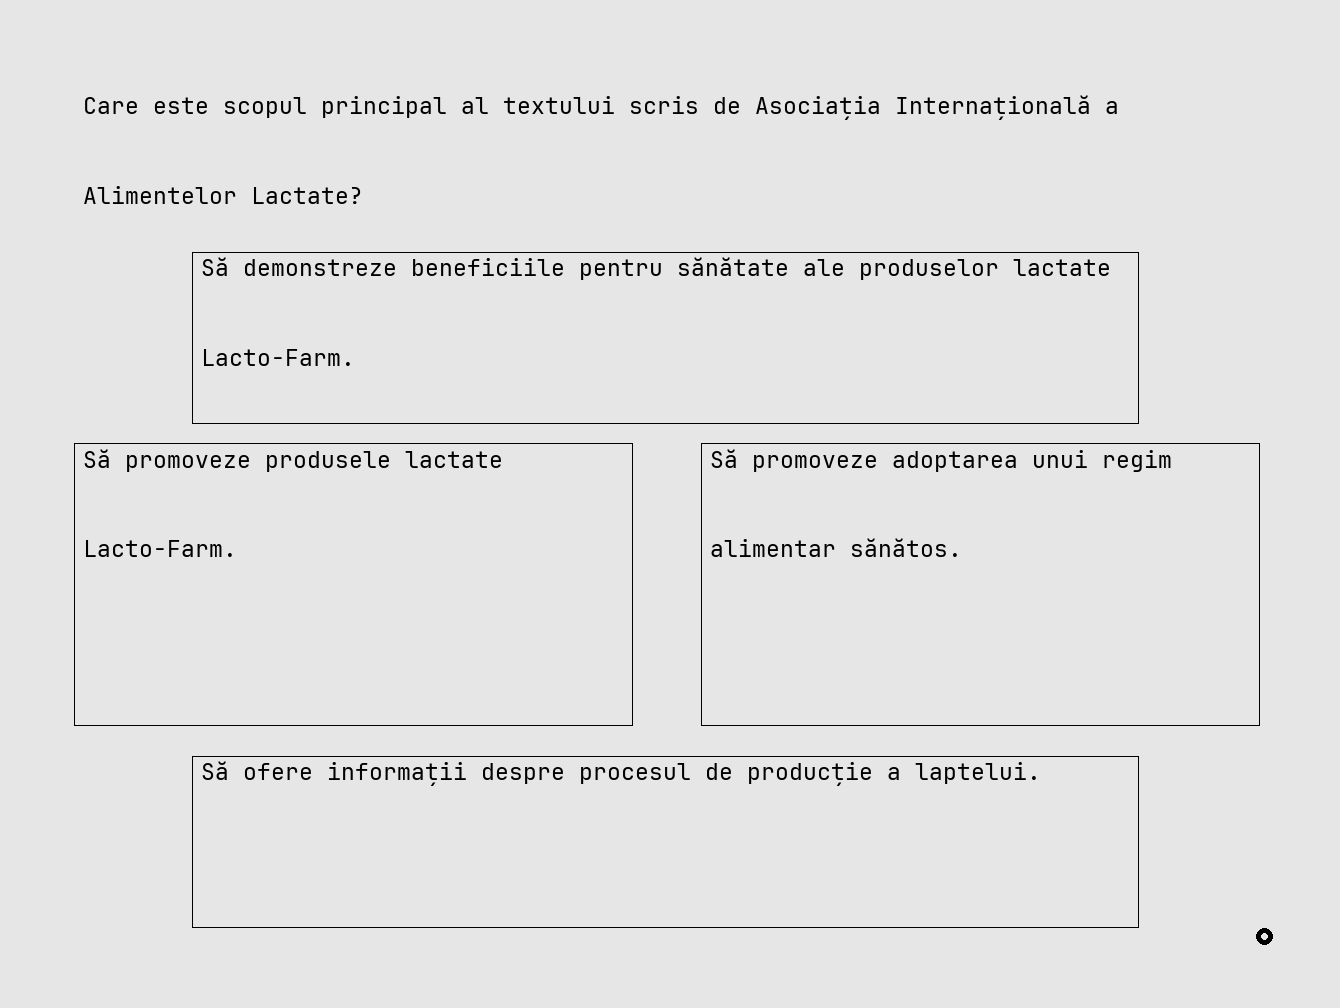 Care este scopul principal al textului scris de Asociația Internațională a
Alimentelor Lactate?
Să demonstreze beneficiile pentru sănătate ale produselor lactate
Lacto-Farm.
Să promoveze produsele lactate
Lacto-Farm.
Să promoveze adoptarea unui regim
alimentar sănătos.
Să ofere informații despre procesul de producție a laptelui.